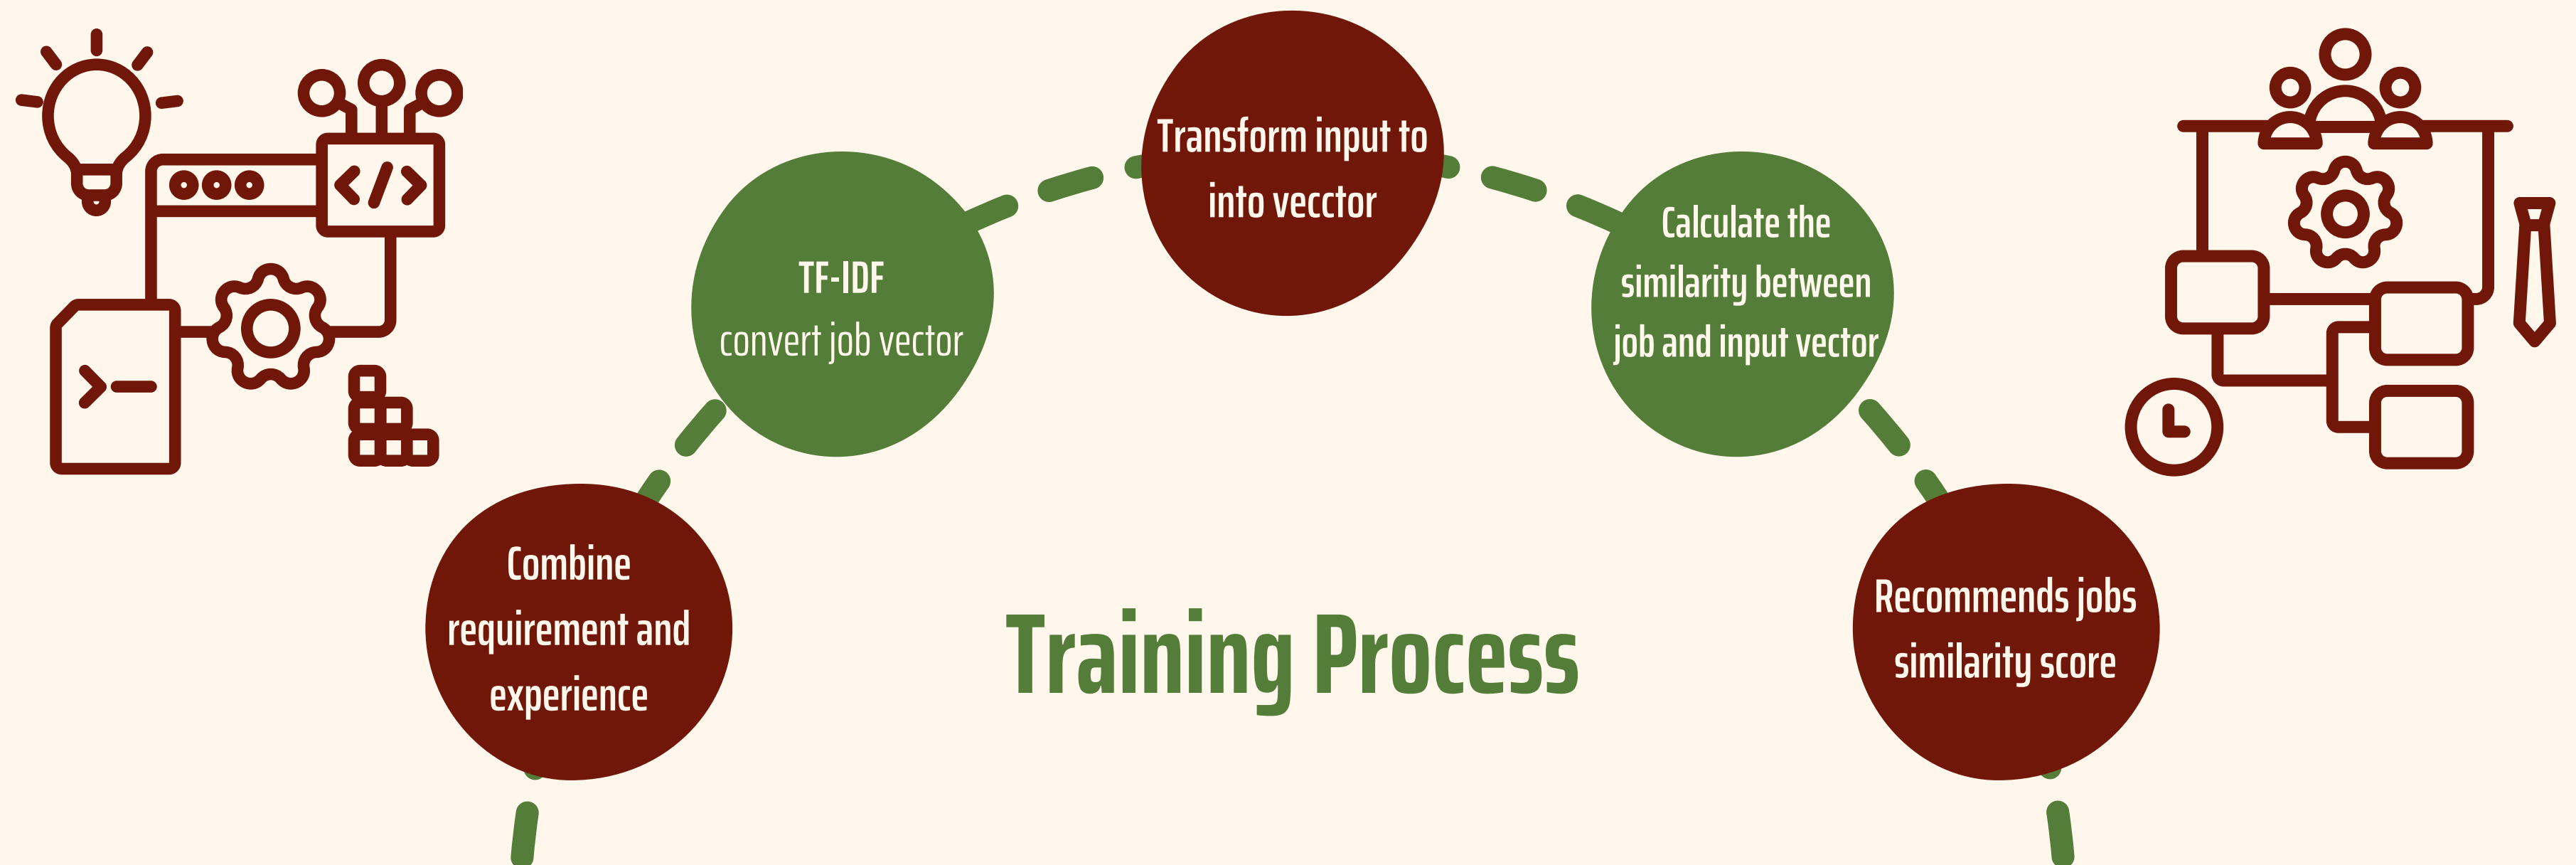 Transform input to
into vecctor
TF-IDF
convert job vector
Calculate the
similarity between
job and input vector
Combine
requirement and
experience
Training Process
Recommends jobs
similarity score